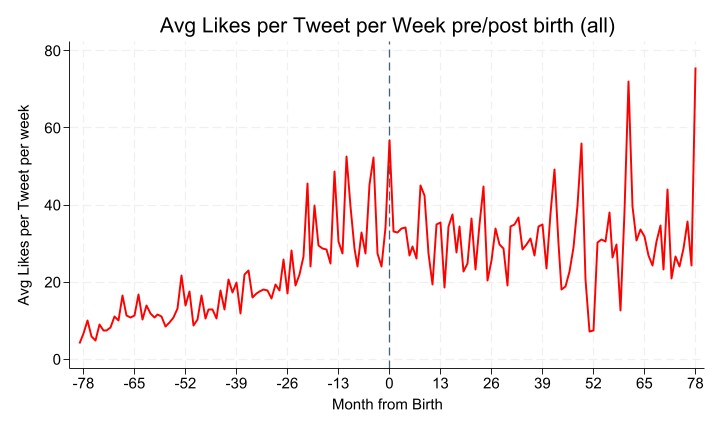 Avg Likes per Tweet per Week pre/post birth (all)
Avg Likes per Tweet per week
80
60
40
20
0
-78 -65 -52 -39 -26 -13 0 13 26 39 52 65 78
Month from Birth